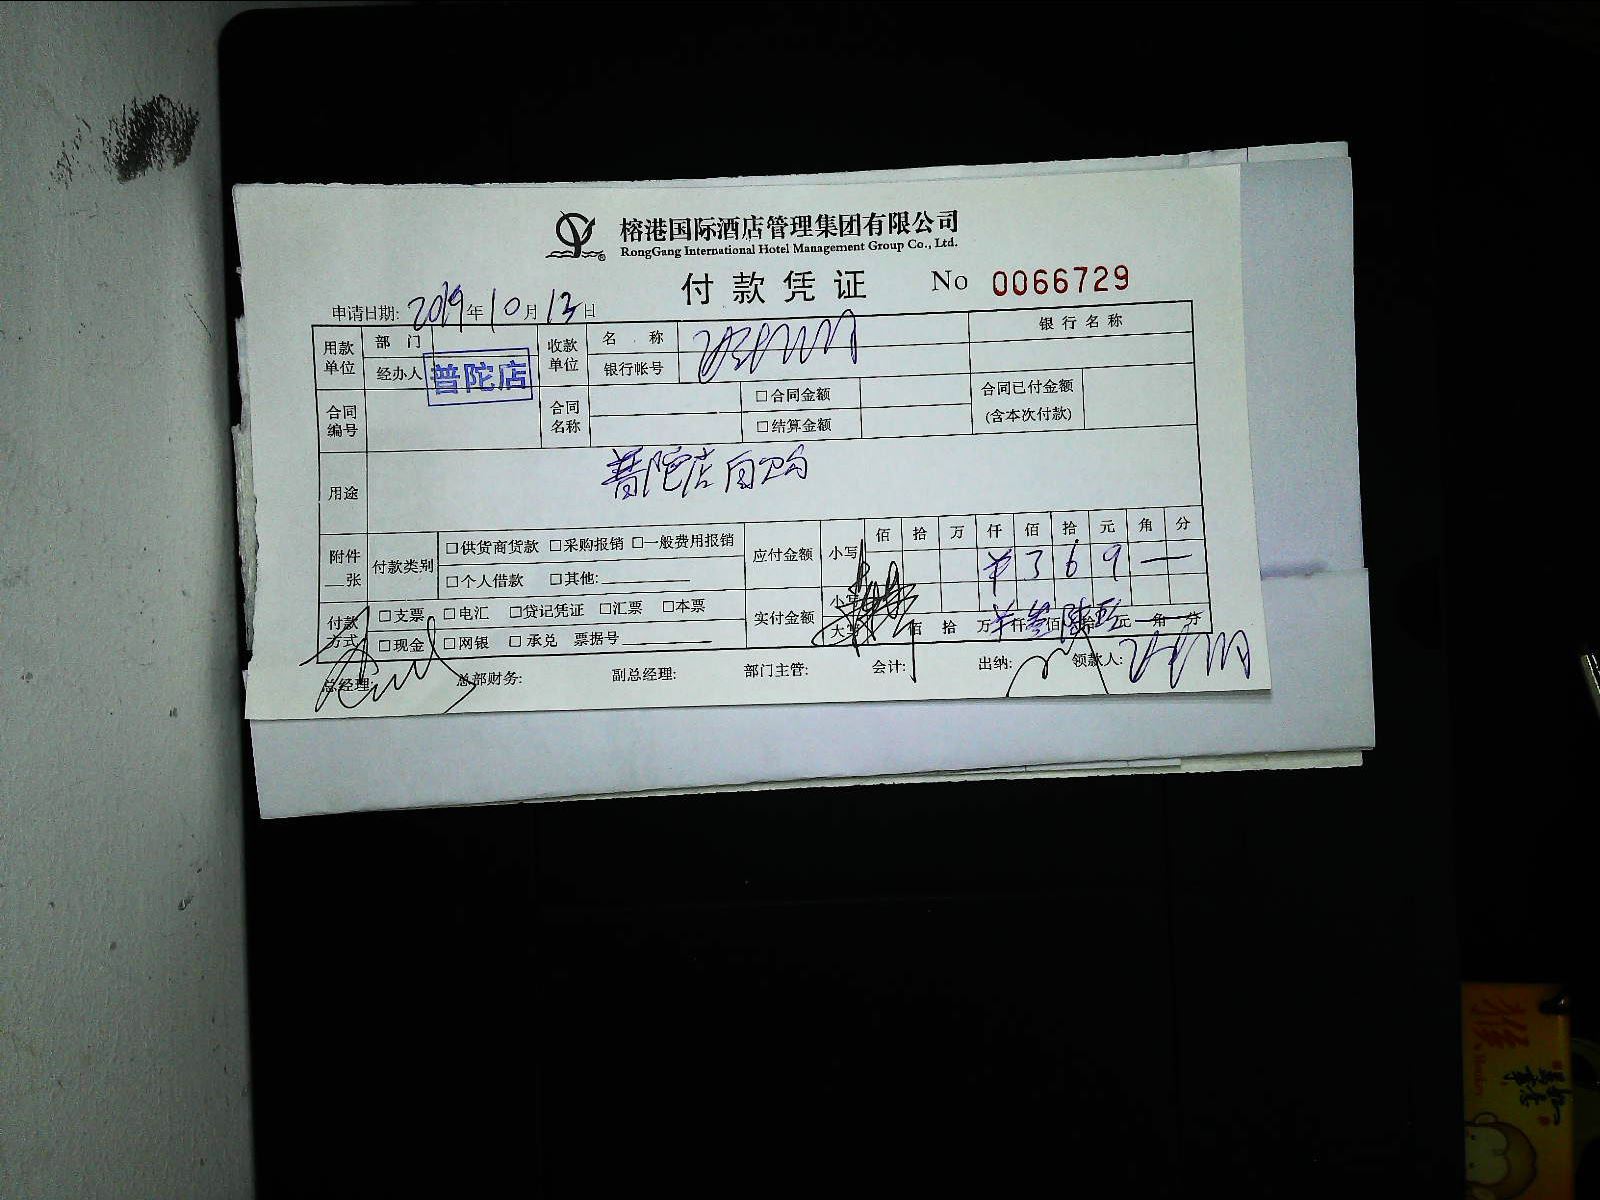 榕港国际酒店管理集团有限公司
RongGang International Hotel Management Group Co., Ltd.
付款凭证 No 0066729
申请日期: 2019年10月13日
用款单位 部门 收款单位 名称 银行名称
经办人 普陀店 银行帐号
合同编号 合同名称 □合同金额 合同已付金额
□结算金额 (含本次付款)
用途 普陀店自购
附件 张 付款类别 □供货商货款 □采购报销 □一般费用报销 应付金额 小写 佰 拾 万 仟 佰 拾 元 角 分
□个人借款 □其他: ¥ 3 6 9 —
付款方式 □支票 □电汇 □贷记凭证 □汇票 □本票 实付金额 小写
□现金 □网银 □承兑 票据号 大写 佰 拾 万 仟 叁 佰 陆 拾 元 角 分
总经理: 总部财务: 副总经理: 部门主管: 会计: 出纳: 领款人:
猴